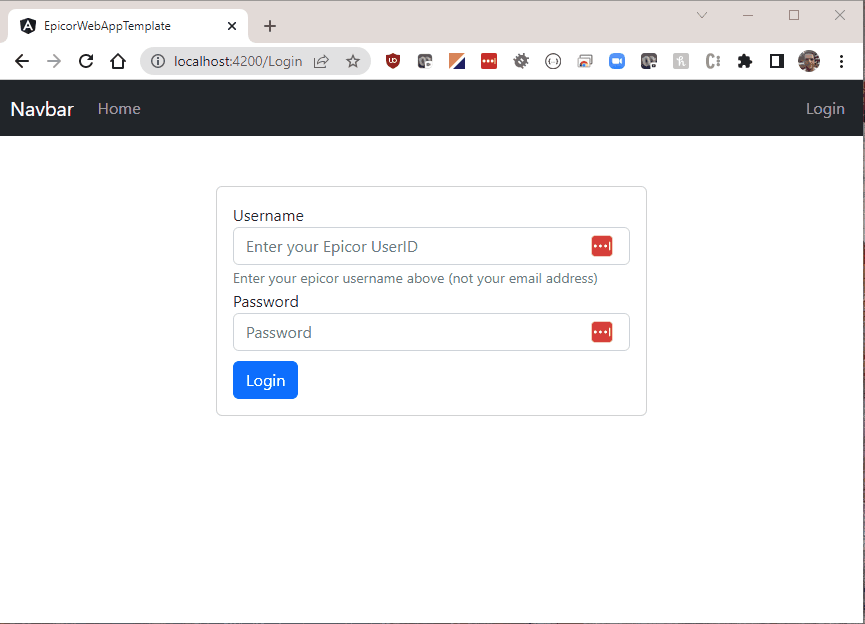 EpicorWebAppTemplate
localhost:4200/Login
Navbar Home Login
Username
Enter your Epicor UserID
Enter your epicor username above (not your email address)
Password
Password
Login